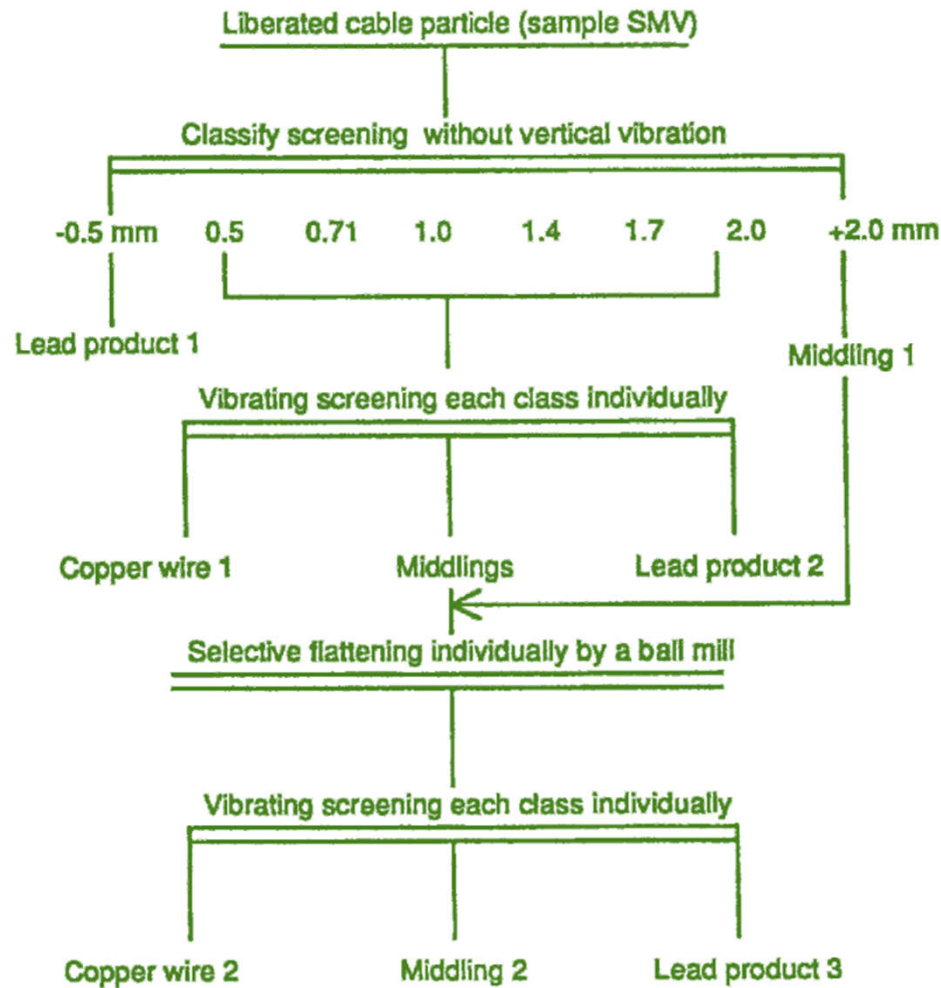 Liberated cable particle (sample SMV)
Classify screening without vertical vibration
-0.5 mm 0.5 0.71 1.0 1.4 1.7 2.0 +2.0 mm
Lead product 1
Middling 1
Vibrating screening each class individually
Copper wire 1 Middlings Lead product 2
Selective flattening individually by a ball mill
Vibrating screening each class individually
Copper wire 2 Middling 2 Lead product 3